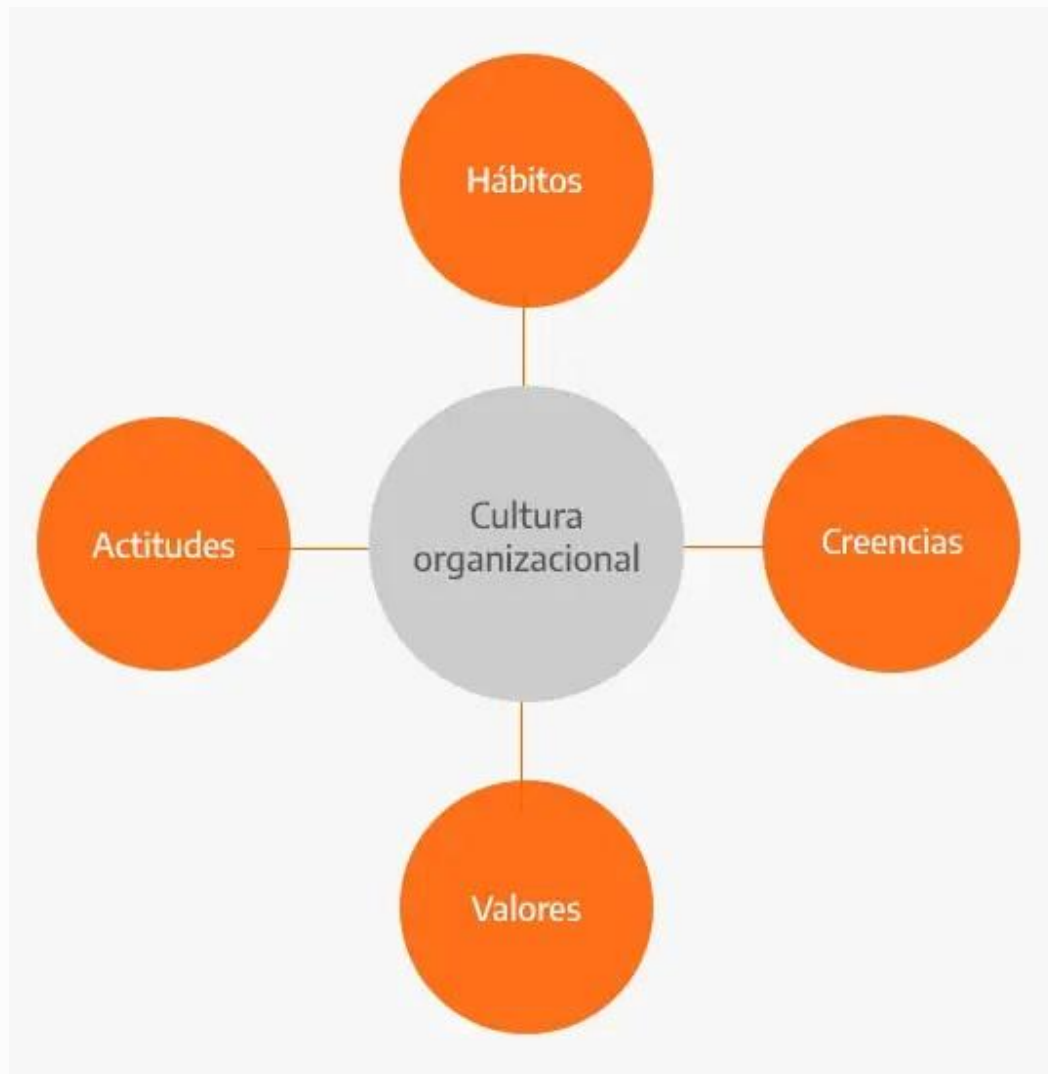 Hábitos
Actitudes
Cultura
organizacional
Creencias
Valores